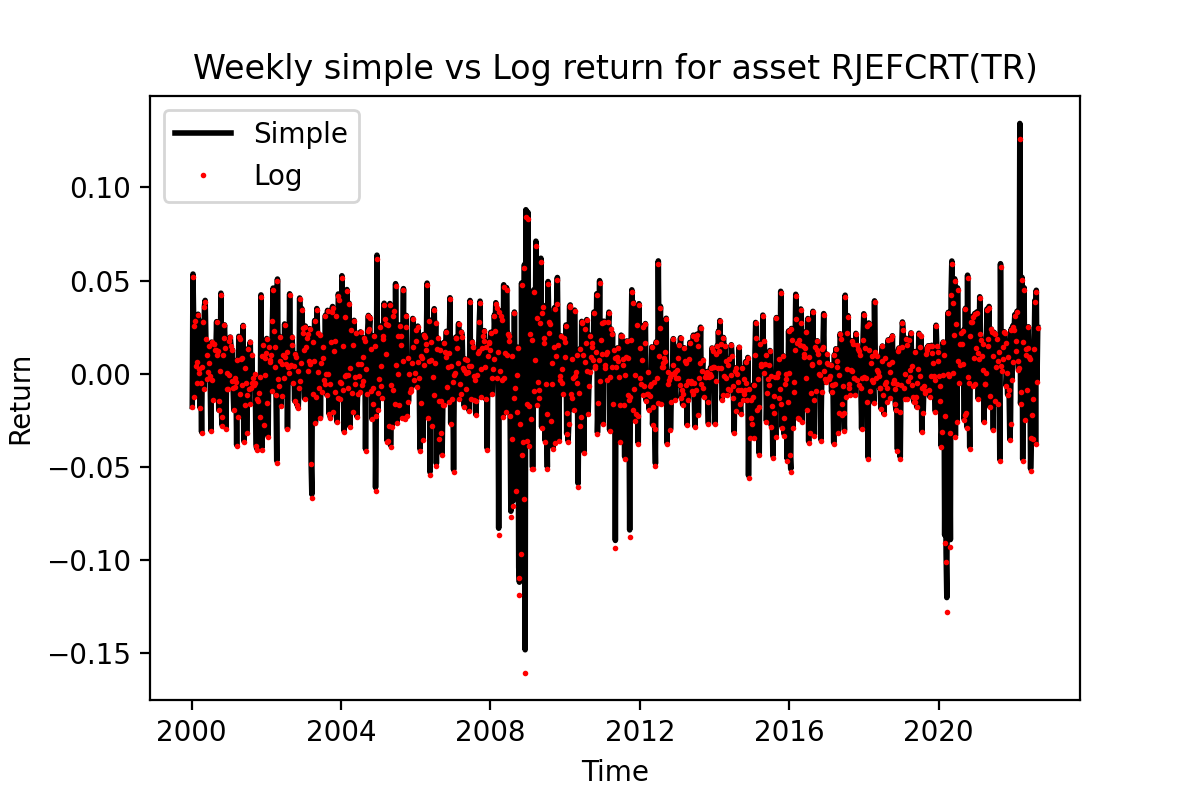 Weekly simple vs Log return for asset RJEFCRT(TR)
Simple
Log
0.10
0.05
0.00
−0.05
−0.10
−0.15
Return
2000 2004 2008 2012 2016 2020
Time